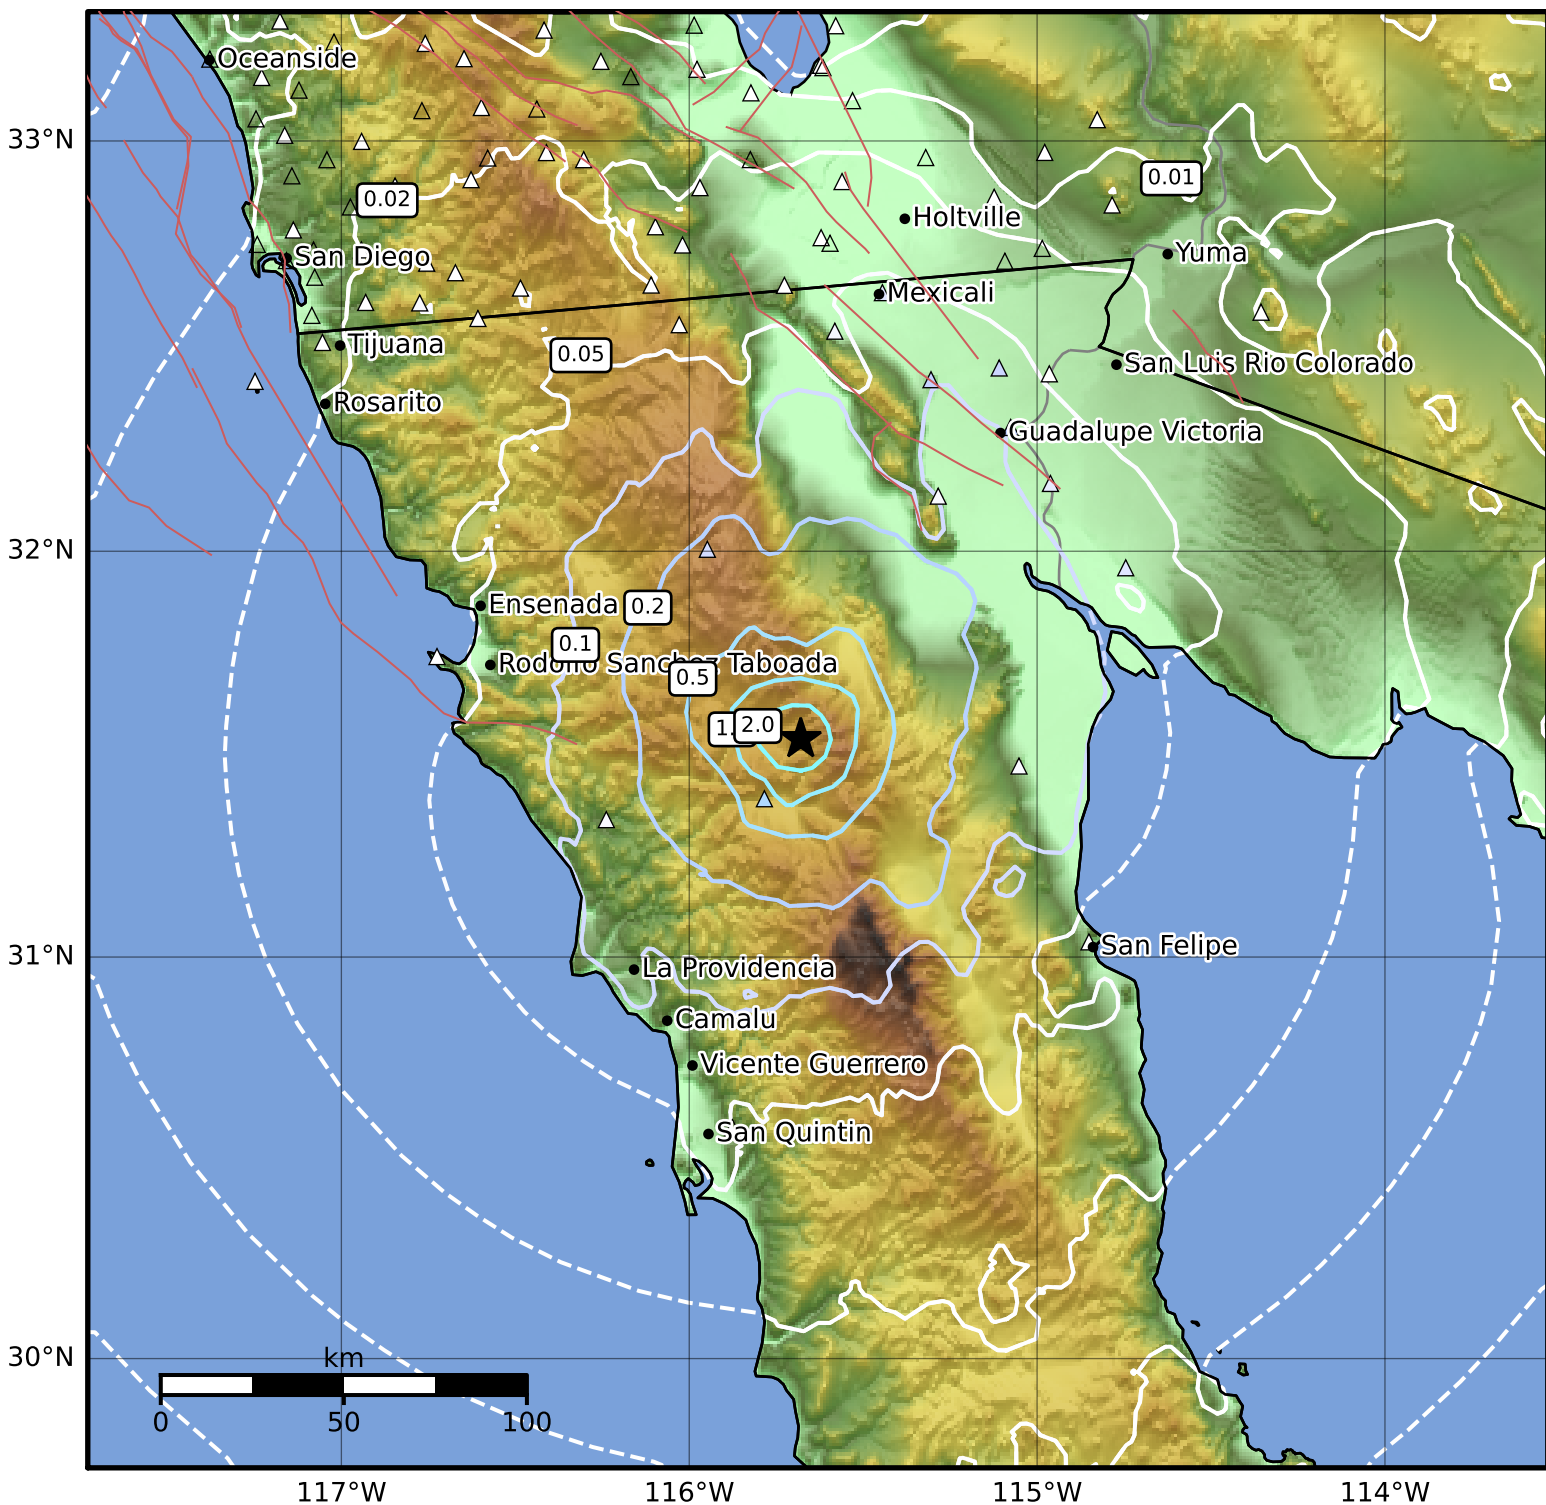 Oceanside
33°N
0.01
0.02
Holtville
San Diego
Yuma
Mexicali
Tijuana
0.05
San Luis Rio Colorado
Rosarito
Guadalupe Victoria
32°N
Ensenada
0.2
0.1
Rodolfo Sanchez Taboada
0.5
1.
2.0
San Felipe
31°N
La Providencia
Camalu
Vicente Guerrero
San Quintin
30°N
km
0 50 100
117°W 116°W 115°W 114°W